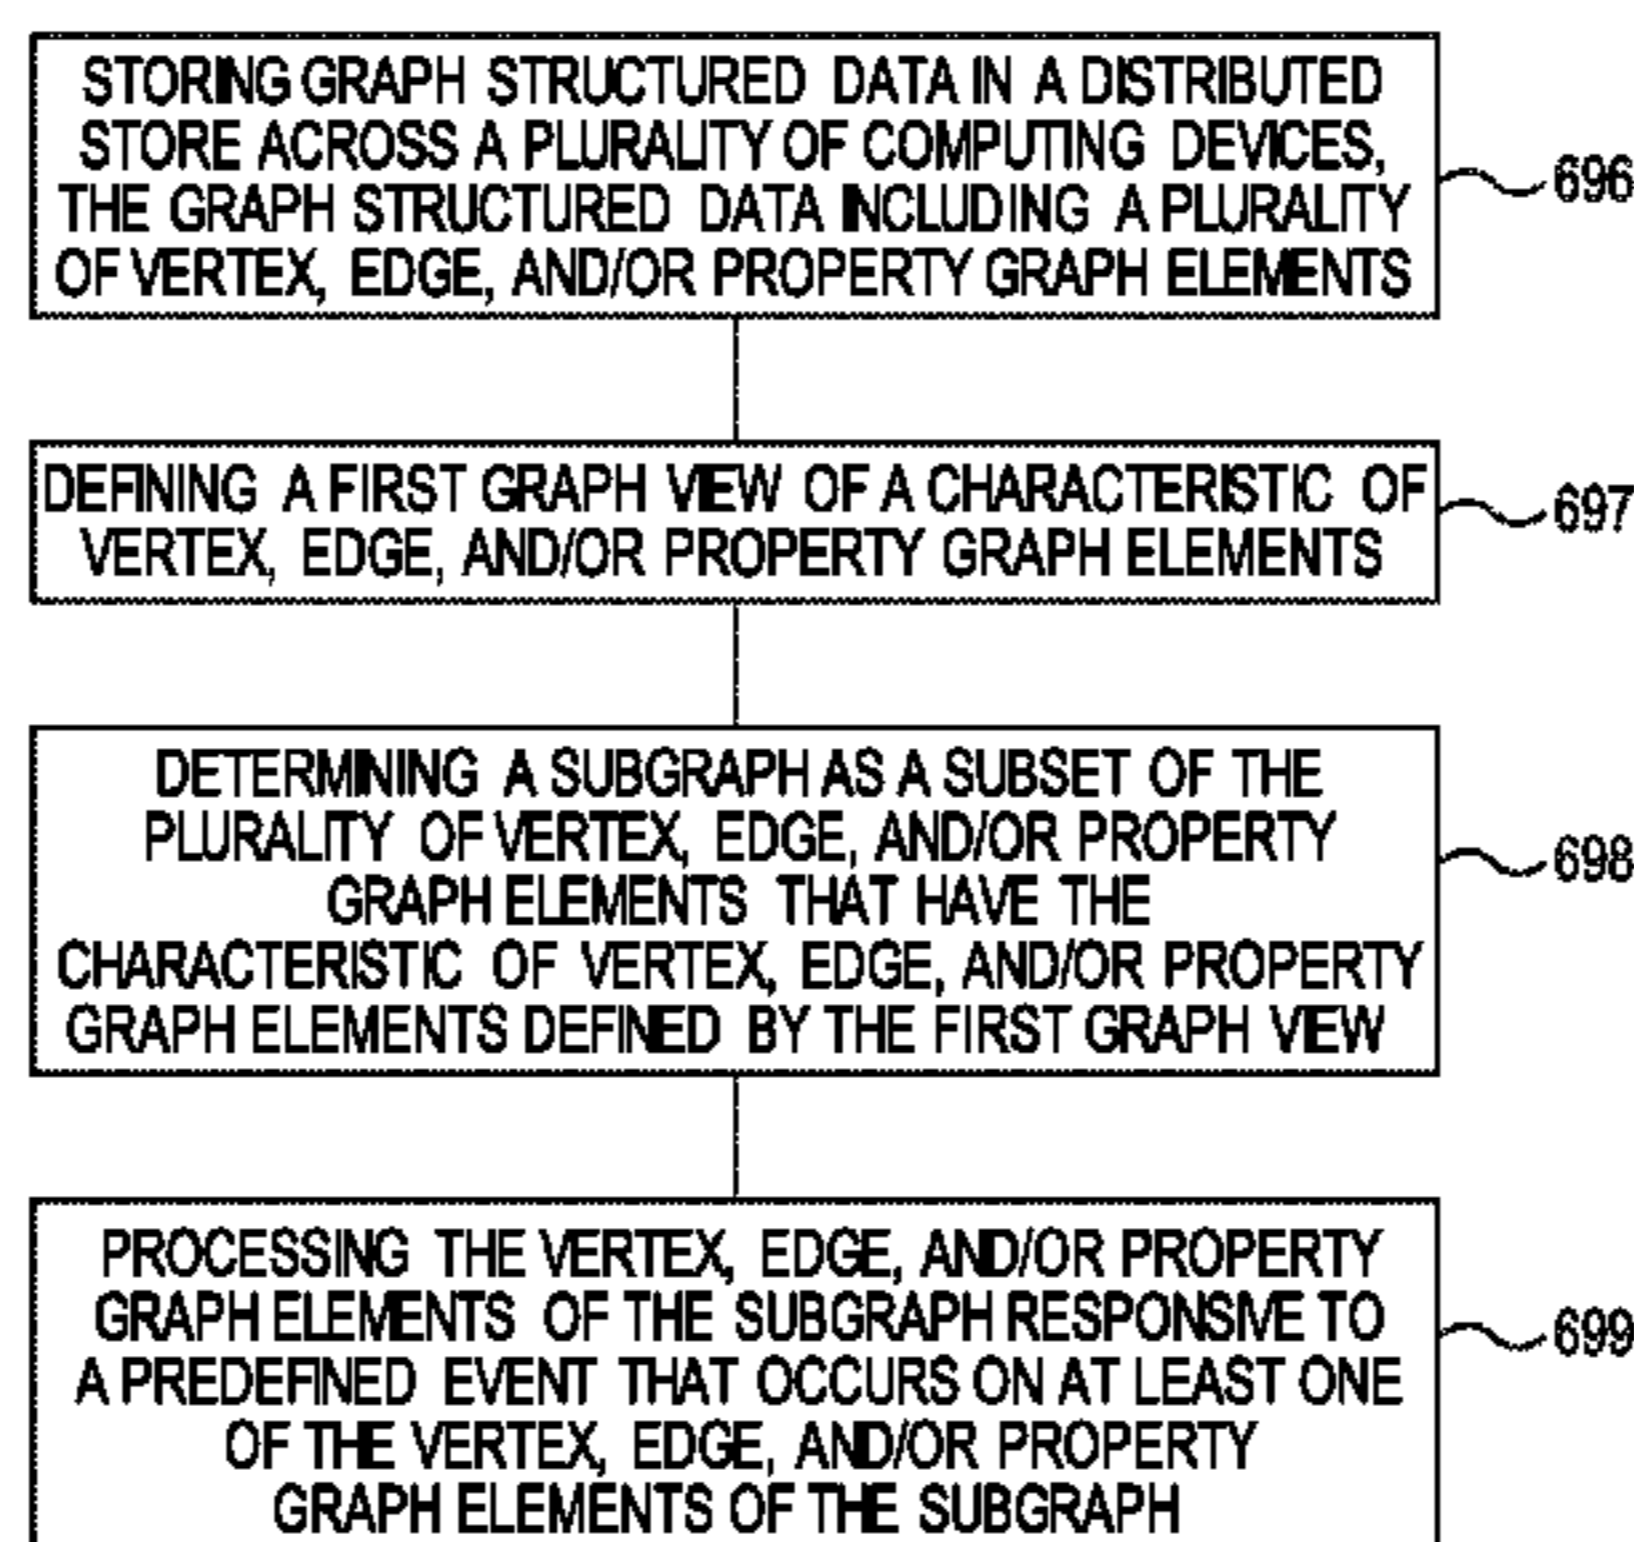 STORING GRAPH STRUCTURED DATA IN A DISTRIBUTED
STORE ACROSS A PLURALITY OF COMPUTING DEVICES,
THE GRAPH STRUCTURED DATA INCLUDING A PLURALITY
OF VERTEX, EDGE, AND/OR PROPERTY GRAPH ELEMENTS
696
DEFINING A FIRST GRAPH VIEW OF A CHARACTERISTIC OF
VERTEX, EDGE, AND/OR PROPERTY GRAPH ELEMENTS
697
DETERMINING A SUBGRAPH AS A SUBSET OF THE
PLURALITY OF VERTEX, EDGE, AND/OR PROPERTY
GRAPH ELEMENTS THAT HAVE THE
CHARACTERISTIC OF VERTEX, EDGE, AND/OR PROPERTY
GRAPH ELEMENTS DEFINED BY THE FIRST GRAPH VIEW
698
PROCESSING THE VERTEX, EDGE, AND/OR PROPERTY
GRAPH ELEMENTS OF THE SUBGRAPH RESPONSIVE TO
A PREDEFINED EVENT THAT OCCURS ON AT LEAST ONE
OF THE VERTEX, EDGE, AND/OR PROPERTY
GRAPH ELEMENTS OF THE SUBGRAPH
699